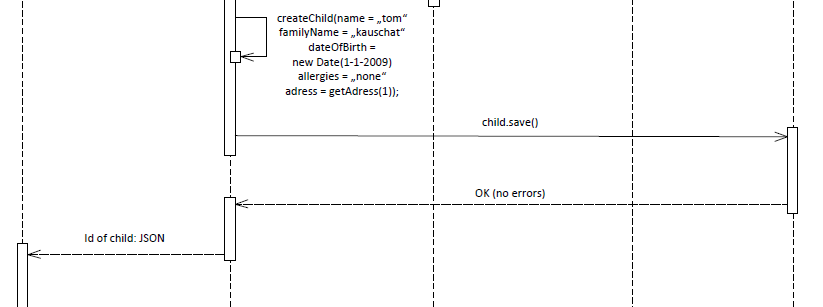 createChild(name = „tom“
familyName = „kauschat“
dateOfBirth =
new Date(1-1-2009)
allergies = „none“
adress = getAdress(1));
child.save()
OK (no errors)
Id of child: JSON